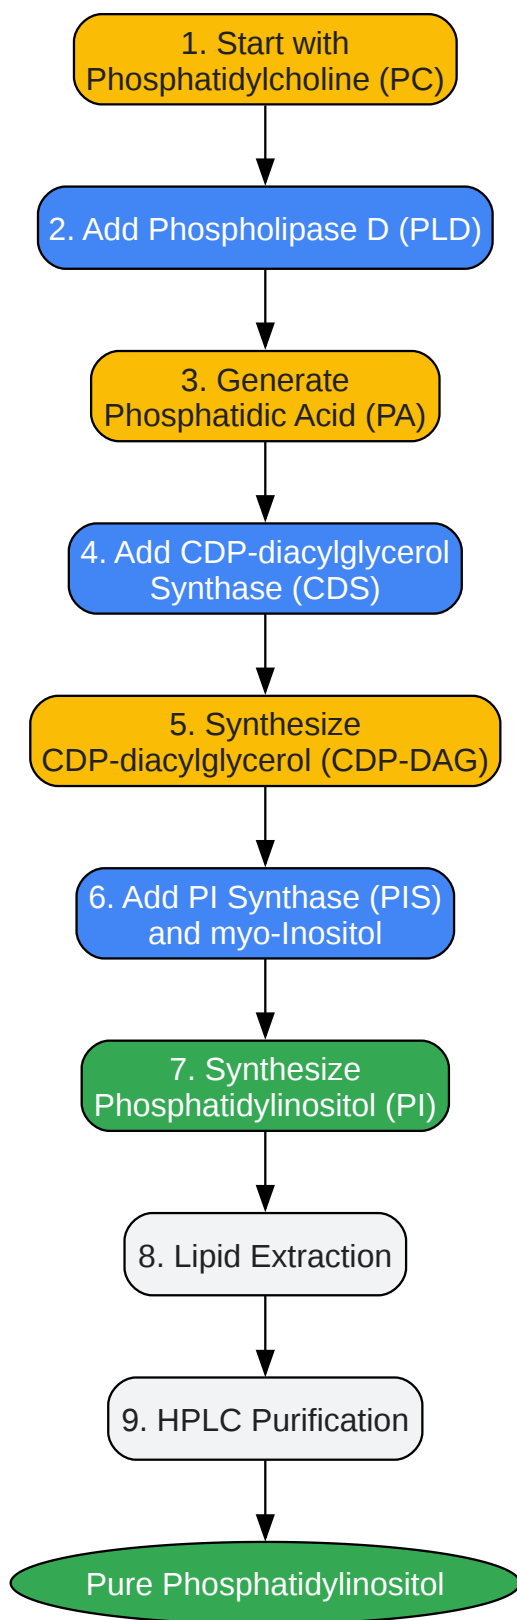 1. Start with
Phosphatidylcholine (PC)
2. Add Phospholipase D (PLD)
3. Generate
Phosphatidic Acid (PA)
4. Add CDP-diacylglycerol
Synthase (CDS)
5. Synthesize
CDP-diacylglycerol (CDP-DAG)
6. Add PI Synthase (PIS)
and myo-Inositol
7. Synthesize
Phosphatidylinositol (PI)
8. Lipid Extraction
9. HPLC Purification
Pure Phosphatidylinositol